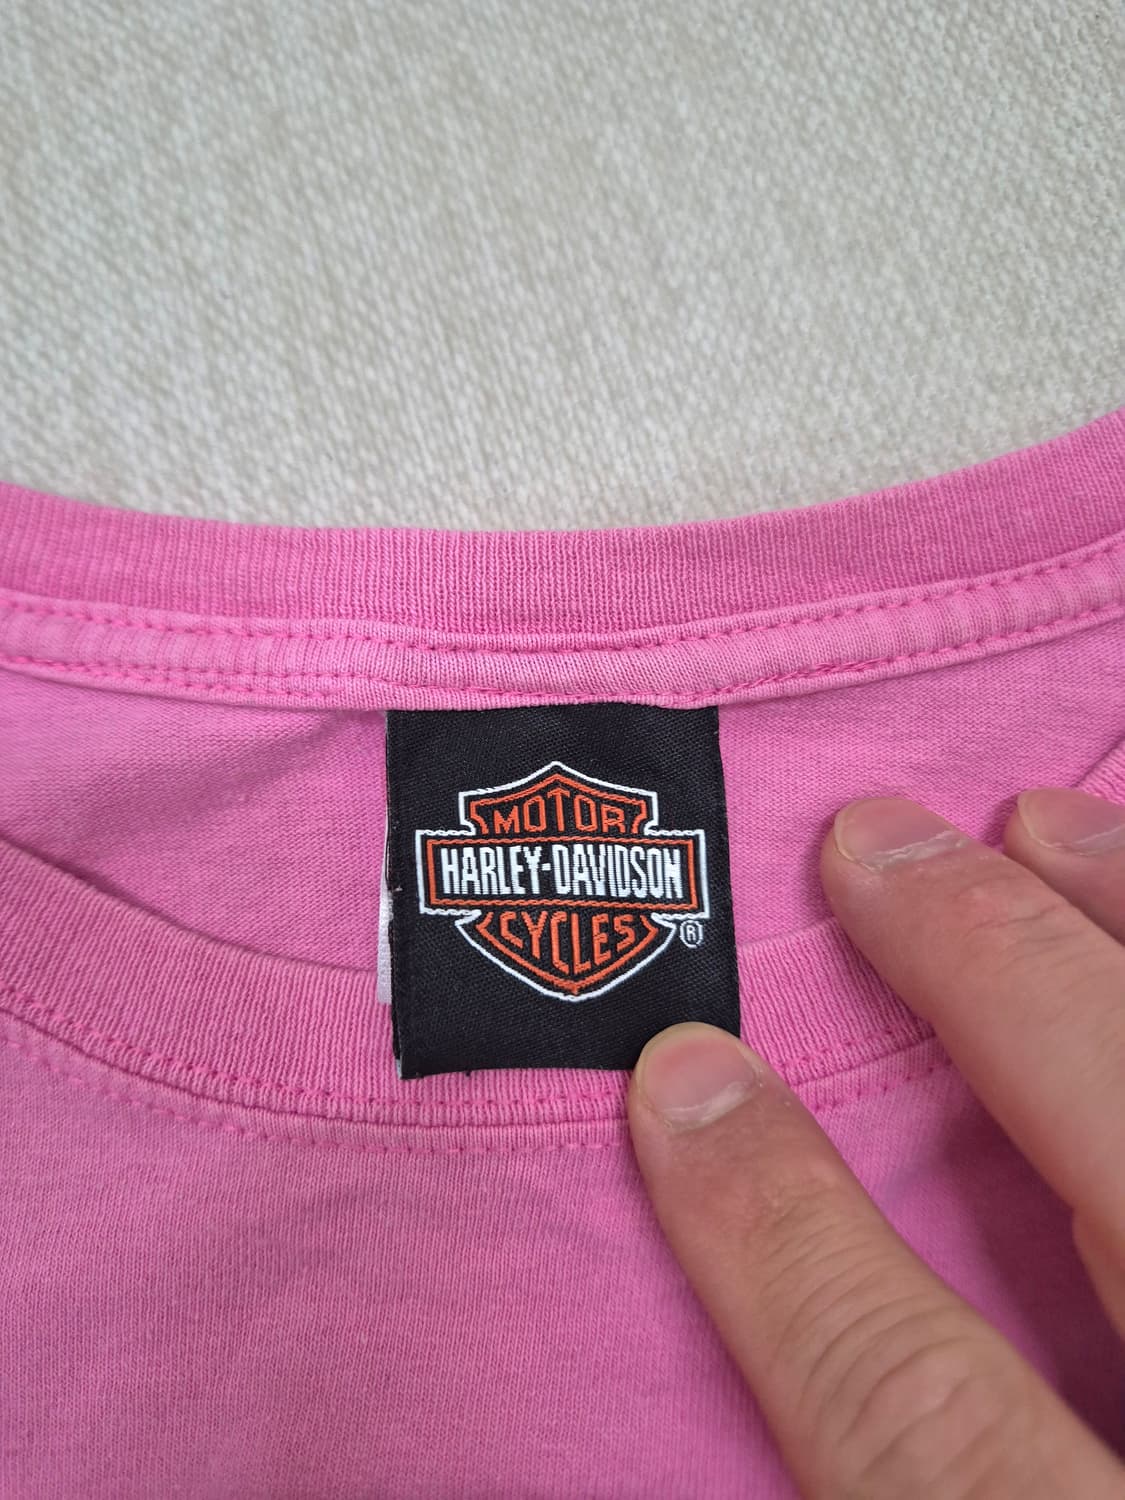 MOTOR
HARLEY-DAVIDSON
CYCLES
®